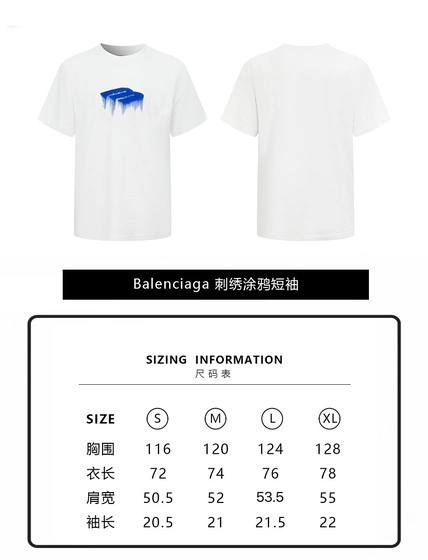 Balenciaga 刺绣涂鸦短袖
SIZING INFORMATION
尺码表
SIZE S M L XL
胸围 116 120 124 128
衣长 72 74 76 78
肩宽 50.5 52 53.5 55
袖长 20.5 21 21.5 22